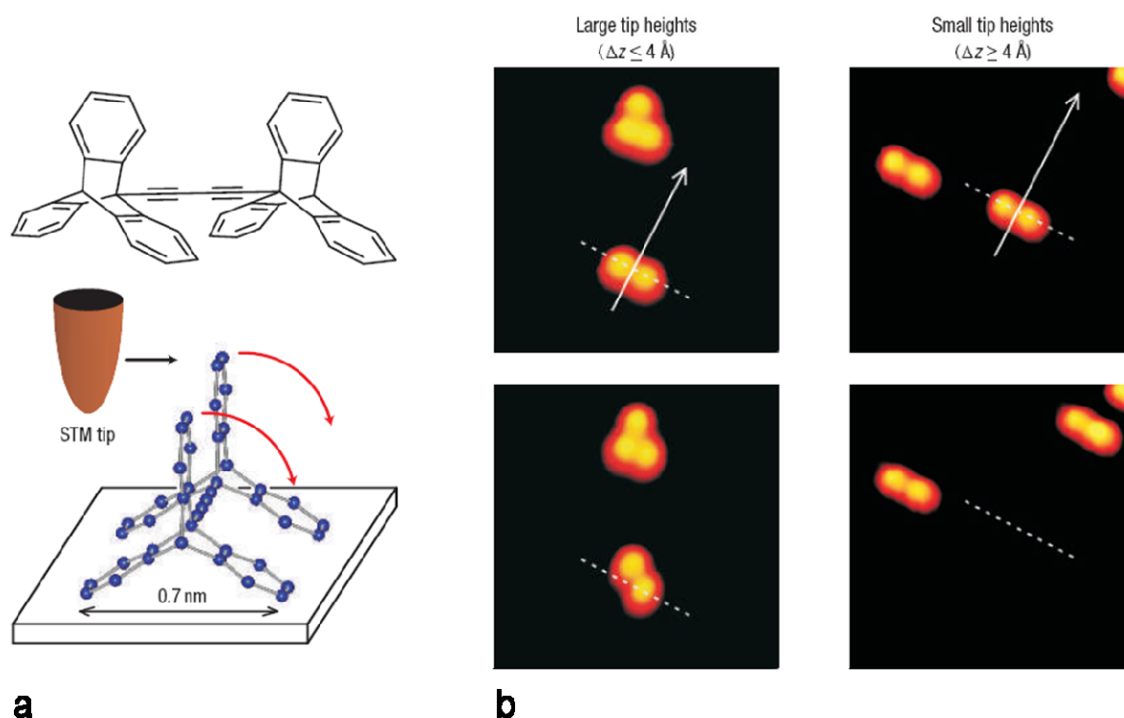 Large tip heights
(Δz ≤ 4 Å)
Small tip heights
(Δz ≥ 4 Å)
STM tip
0.7 nm
a
b